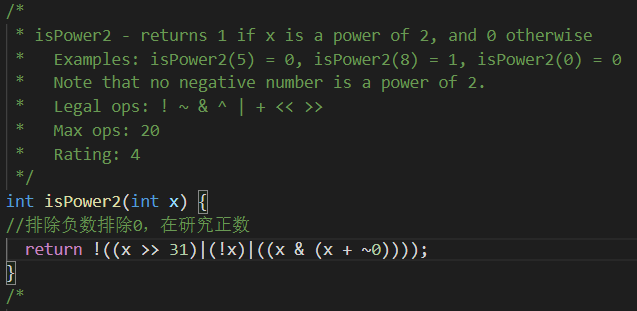 /*
 * isPower2 - returns 1 if x is a power of 2, and 0 otherwise
 *   Examples: isPower2(5) = 0, isPower2(8) = 1, isPower2(0) = 0
 *   Note that no negative number is a power of 2.
 *   Legal ops: ! ~ & ^ | + << >>
 *   Max ops: 20
 *   Rating: 4
 */
int isPower2(int x) {
//排除负数排除0，在研究正数
  return !((x >> 31)|(!x)|((x & (x + ~0))));
}
/*